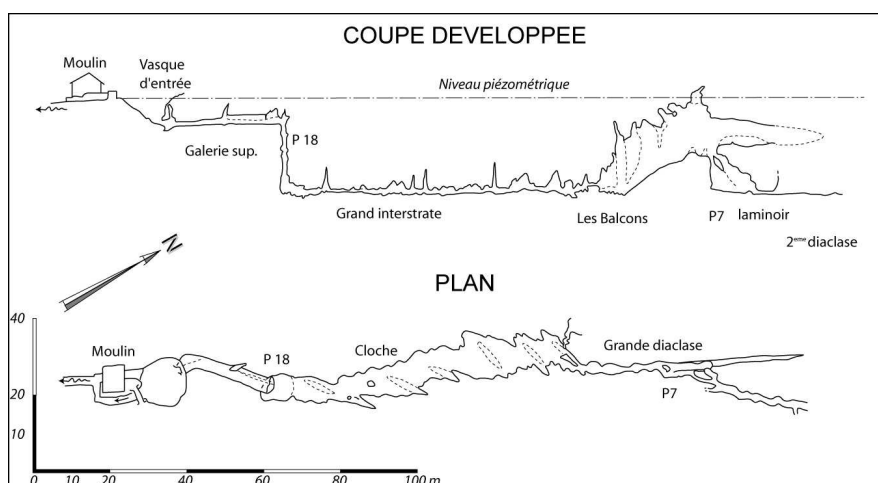 COUPE DEVELOPPEE
Moulin
Vasque
d'entrée
Niveau piézométrique
P 18
Galerie sup.
Grand interstrate
Les Balcons
P7
laminoir
2ème diaclase
N
PLAN
40
20
10
Moulin
P 18
Cloche
Grande diaclase
P7
0 10 20 40 60 80 100 m